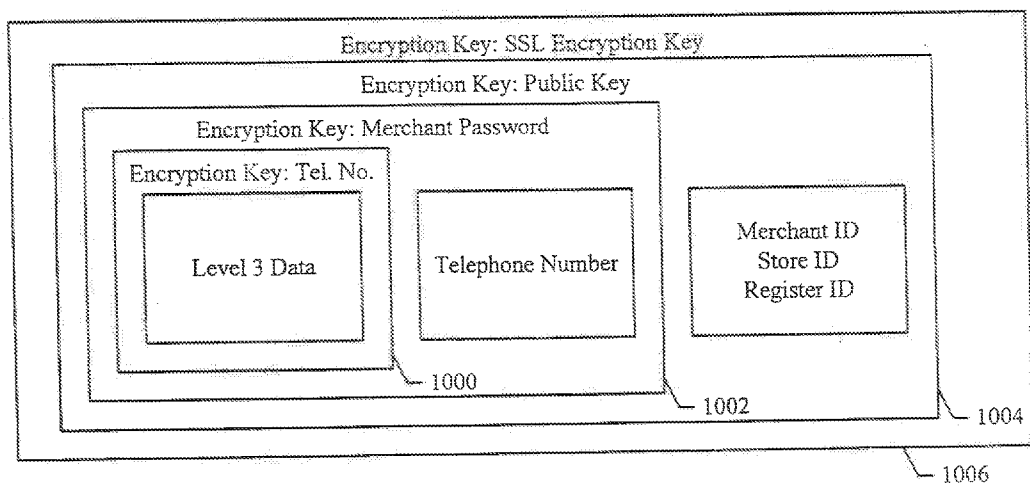 Encryption Key: SSL Encryption Key
Encryption Key: Public Key
Encryption Key: Merchant Password
Encryption Key: Tel. No.
Level 3 Data
Telephone Number
Merchant ID
Store ID
Register ID
1000
1002
1004
1006